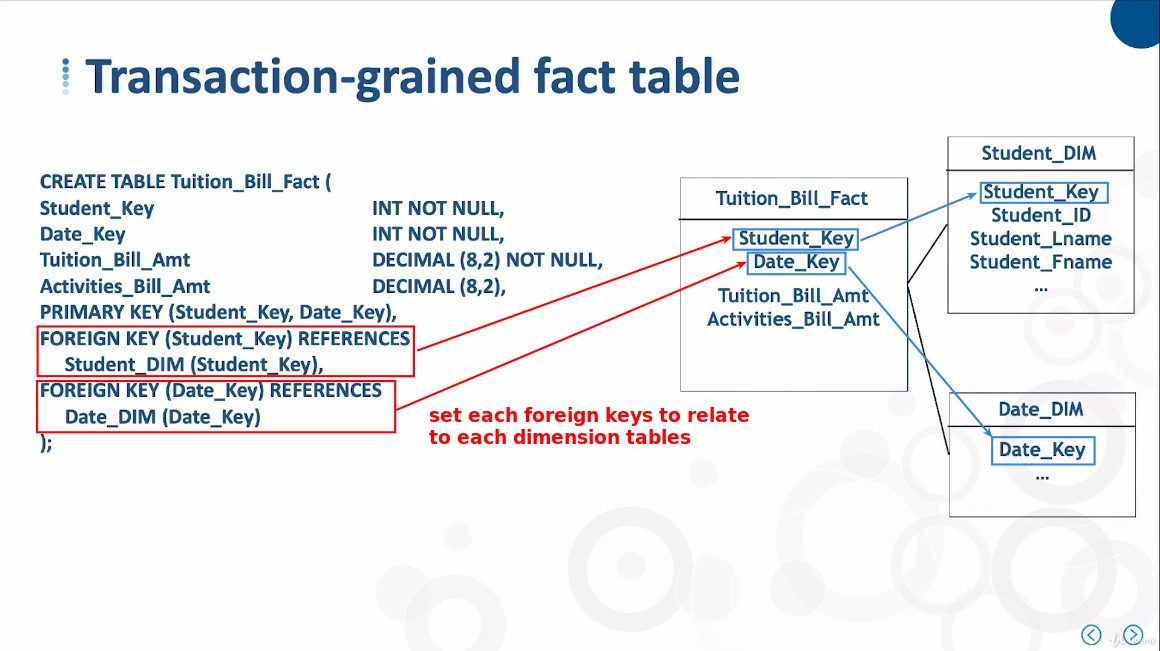 Transaction-grained fact table
CREATE TABLE Tuition_Bill_Fact (
Student_Key INT NOT NULL,
Date_Key INT NOT NULL,
Tuition_Bill_Amt DECIMAL (8,2) NOT NULL,
Activities_Bill_Amt DECIMAL (8,2),
PRIMARY KEY (Student_Key, Date_Key),
FOREIGN KEY (Student_Key) REFERENCES
Student_DIM (Student_Key),
FOREIGN KEY (Date_Key) REFERENCES
Date_DIM (Date_Key)
);
set each foreign keys to relate
to each dimension tables
Tuition_Bill_Fact
Student_Key
Date_Key
Tuition_Bill_Amt
Activities_Bill_Amt
Student_DIM
Student_Key
Student_ID
Student_Lname
Student_Fname
...
Date_DIM
Date_Key
...